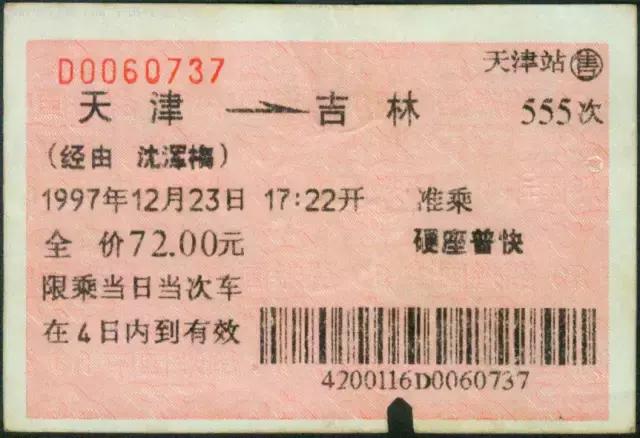 D0060737
天津站 售
天津 → 吉林 555次
(经由 沈浑梅)
1997年12月23日 17:22开 准乘
全 价72.00元 硬座普快
限乘当日当次车
在4日内到有效
4200116D0060737